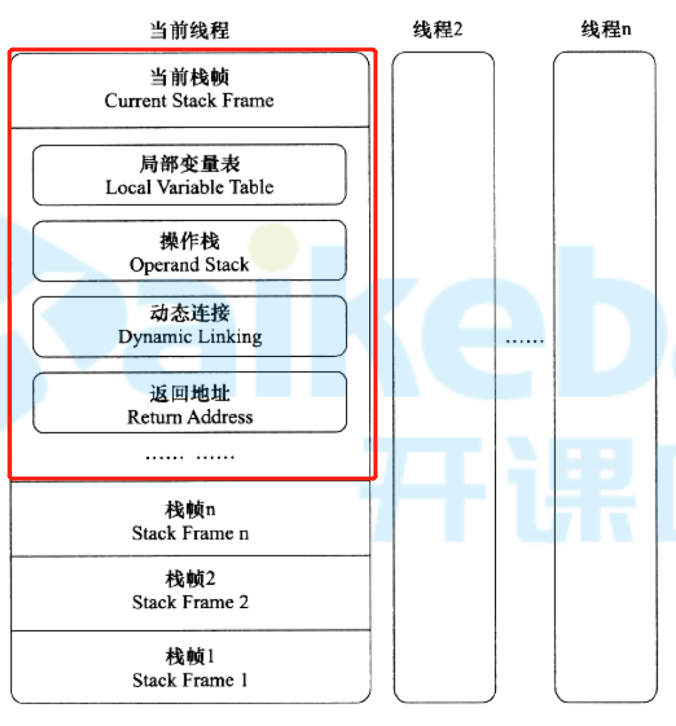 当前线程
线程2
线程n
当前栈帧
Current Stack Frame
局部变量表
Local Variable Table
操作栈
Operand Stack
动态连接
Dynamic Linking
……
返回地址
Return Address
…… ……
栈帧n
Stack Frame n
栈帧2
Stack Frame 2
栈帧1
Stack Frame 1
aikeba
开课